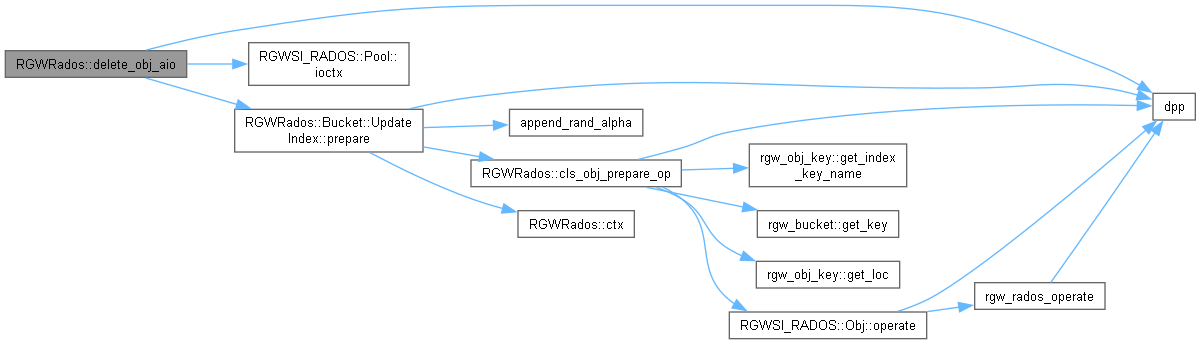 RGWRados::delete_obj_aio
RGWSI_RADOS::Pool::
ioctx
RGWRados::Bucket::Update
Index::prepare
append_rand_alpha
RGWRados::cls_obj_prepare_op
RGWRados::ctx
rgw_obj_key::get_index
_key_name
rgw_bucket::get_key
rgw_obj_key::get_loc
RGWSI_RADOS::Obj::operate
rgw_rados_operate
dpp